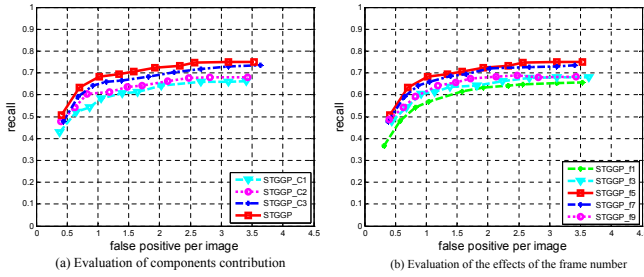 1
0.9
0.8
0.7
0.6
0.5
0.4
0.3
0.2
0.1
0
recall
0 0.5 1 1.5 2 2.5 3 3.5 4 4.5
false positive per image
STGGP_C1
STGGP_C2
STGGP_C3
STGGP
(a) Evaluation of components contribution
1
0.9
0.8
0.7
0.6
0.5
0.4
0.3
0.2
0.1
0
recall
0 0.5 1 1.5 2 2.5 3 3.5 4 4.5
false positive per image
STGGP_f1
STGGP_f3
STGGP_f5
STGGP_f7
STGGP_f9
(b) Evaluation of the effects of the frame number